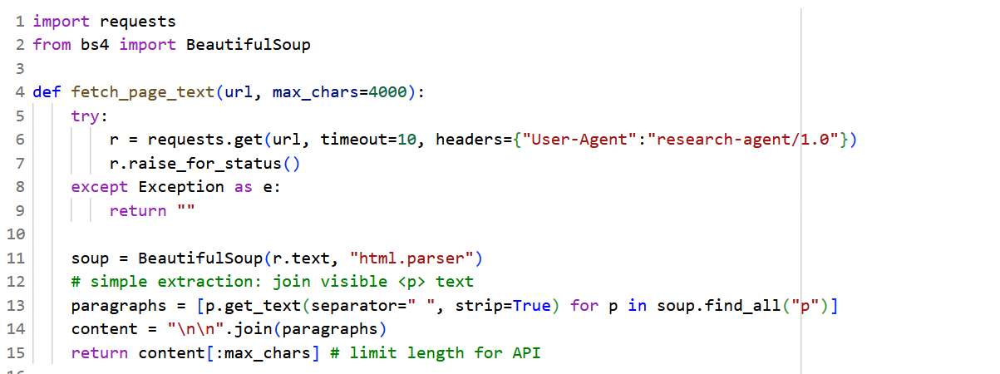 1 import requests
2 from bs4 import BeautifulSoup
3
4 def fetch_page_text(url, max_chars=4000):
5     try:
6         r = requests.get(url, timeout=10, headers={"User-Agent":"research-agent/1.0"})
7         r.raise_for_status()
8     except Exception as e:
9         return ""
10
11     soup = BeautifulSoup(r.text, "html.parser")
12     # simple extraction: join visible <p> text
13     paragraphs = [p.get_text(separator=" ", strip=True) for p in soup.find_all("p")]
14     content = "\n\n".join(paragraphs)
15     return content[:max_chars] # limit length for API